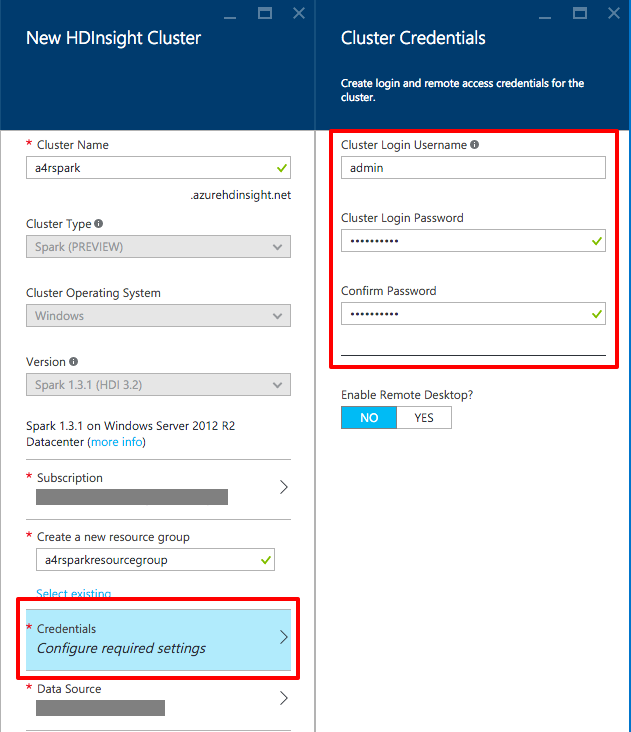 New HDInsight Cluster
* Cluster Name
a4rspark
.azurehdinsight.net
Cluster Type
Spark (PREVIEW)
Cluster Operating System
Windows
Version
Spark 1.3.1 (HDI 3.2)
Spark 1.3.1 on Windows Server 2012 R2
Datacenter (more info)
* Subscription
* Create a new resource group
a4rsparkresourcegroup
Select existing
* Credentials
Configure required settings
* Data Source
Cluster Credentials
Create login and remote access credentials for the
cluster.
Cluster Login Username
admin
Cluster Login Password
••••••••••
Confirm Password
••••••••••
Enable Remote Desktop?
NO YES